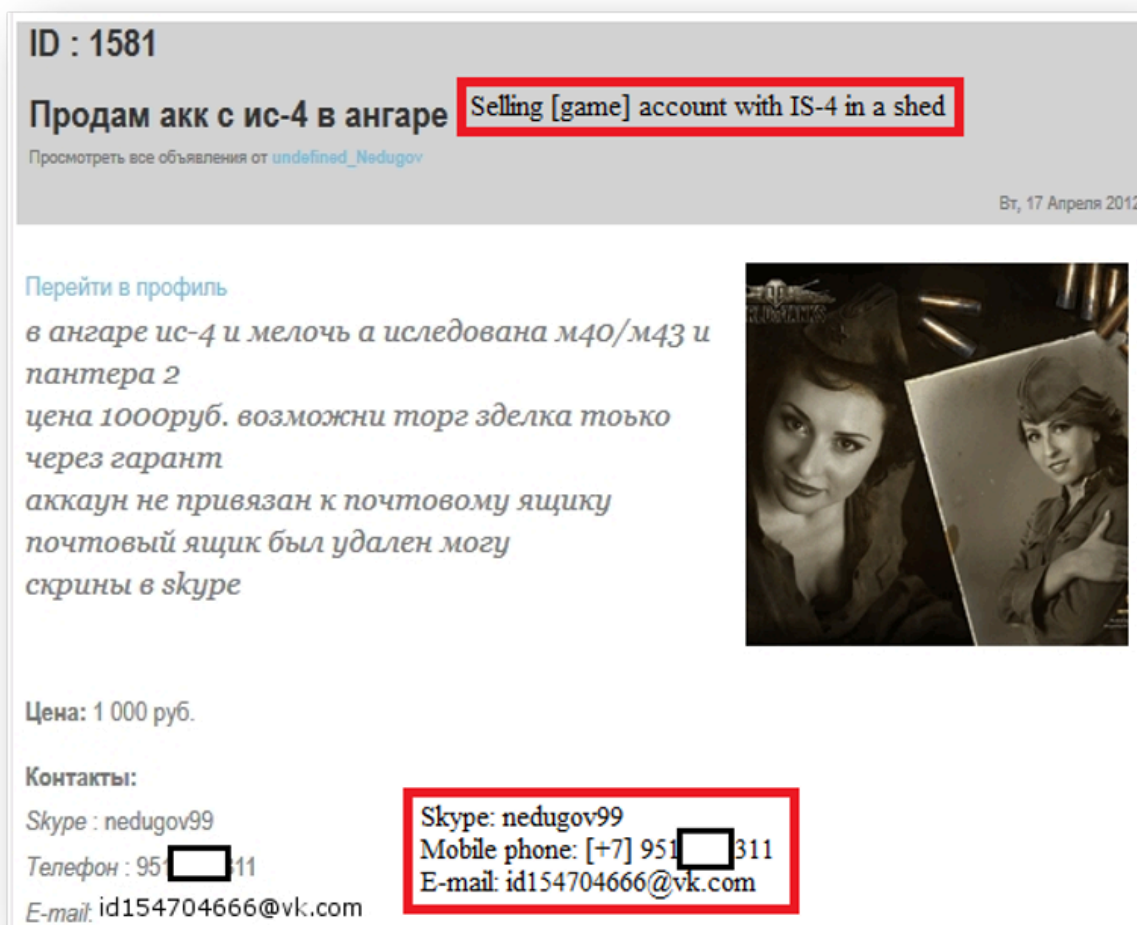 ID : 1581
Продам акк с ис-4 в ангаре
Selling [game] account with IS-4 in a shed
Просмотреть все объявления от undefined_Nedugov
Вт, 17 Апреля 2012
Перейти в профиль
в ангаре ис-4 и мелочь а иследована м40/м43 и
пантера 2
цена 1000руб. возможни торг зделка тоько
через гарант
аккаун не привязан к почтовому ящику
почтовый ящик был удален могу
скрины в skype
Цена: 1 000 руб.
Контакты:
Skype : nedugov99
Телефон : 951 311
E-mail: id154704666@vk.com
Skype: nedugov99
Mobile phone: [+7] 951 311
E-mail: id154704666@vk.com